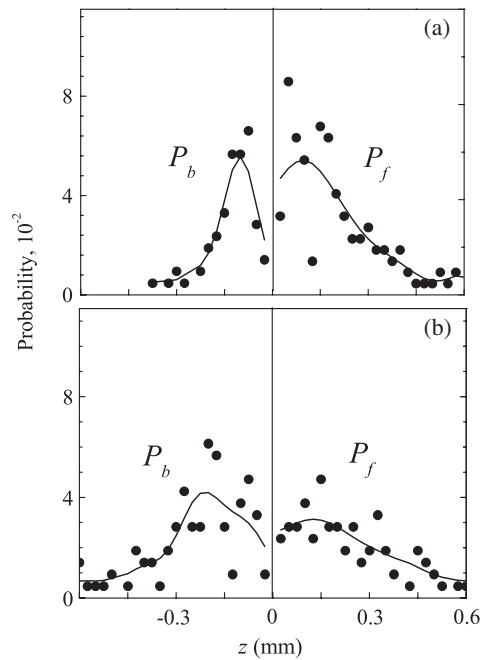 (a)
8
P_b
P_f
4
0
Probability, 10^-2
(b)
8
P_b
P_f
4
0
-0.3 0 0.3 0.6
z (mm)